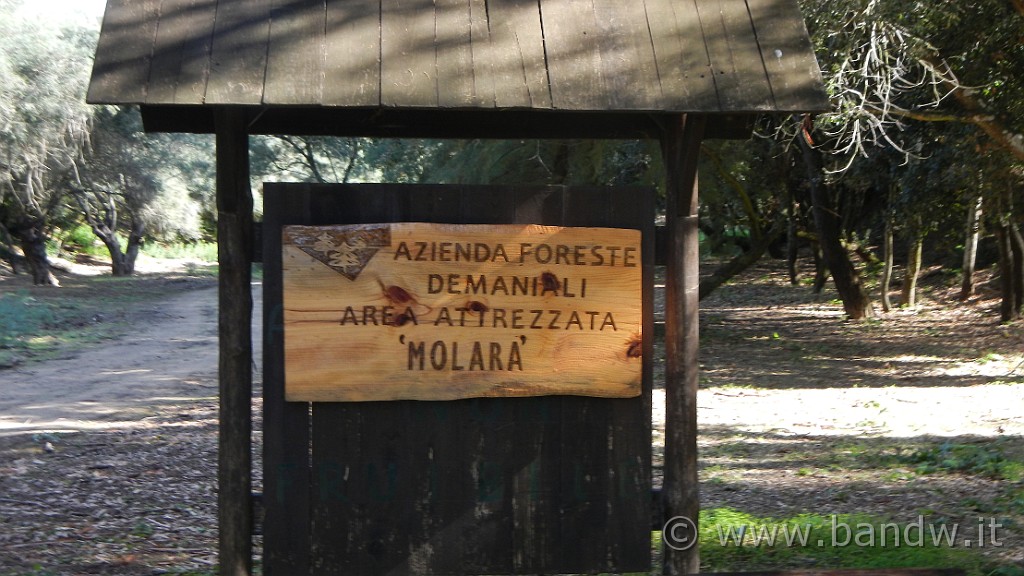 AZIENDA FORESTE
DEMANIALI
AREA ATTREZZATA
'MOLARA'
© www.bandw.it